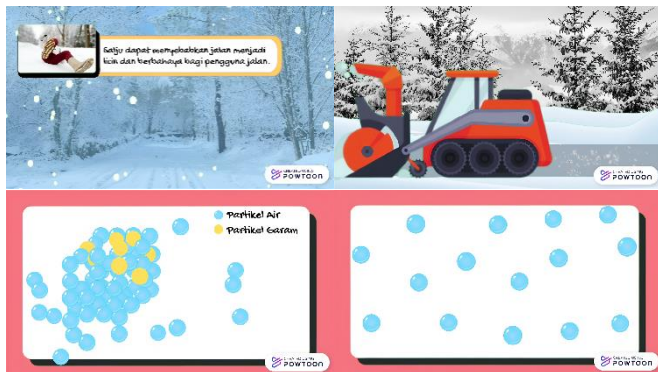 Salju dapat menyebabkan jalan menjadi
licin dan berbahaya bagi pengguna jalan.
POWTOON
POWTOON
Partikel Air
Partikel Garam
POWTOON
POWTOON